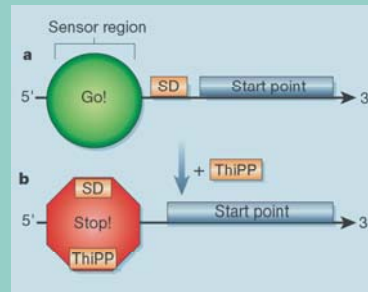 Sensor region
a
5'
Go!
SD
Start point
3
+ ThiPP
b
SD
5'
Stop!
Start point
3
ThiPP